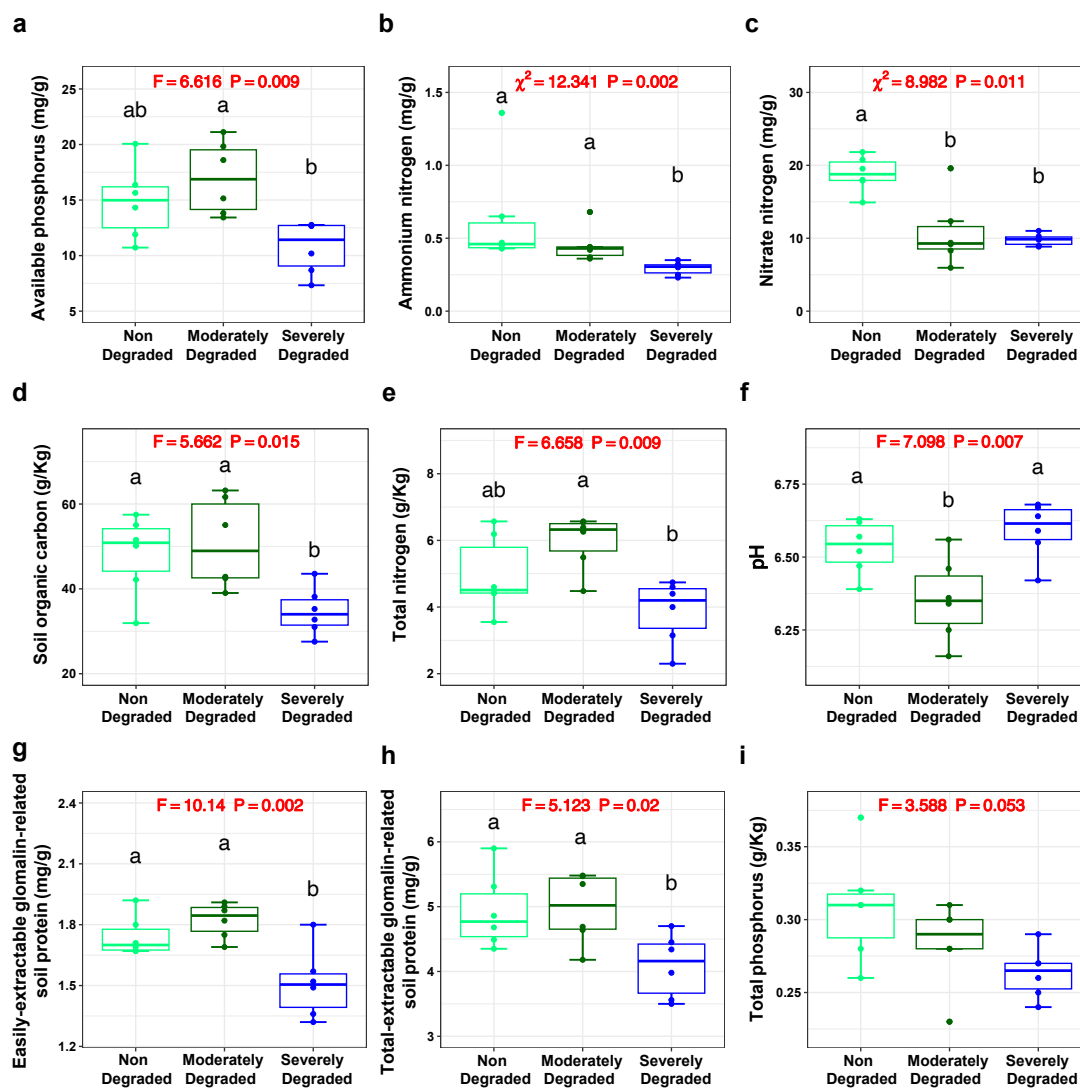 a
Available phosphorus (mg/g)
F = 6.616 P = 0.009
25
20
15
10
5
ab
a
b
Non
Degraded
Moderately
Degraded
Severely
Degraded
b
Ammonium nitrogen (mg/g)
χ² = 12.341 P = 0.002
1.5
1.0
0.5
0.0
a
a
b
Non
Degraded
Moderately
Degraded
Severely
Degraded
c
Nitrate nitrogen (mg/g)
χ² = 8.982 P = 0.011
30
20
10
0
a
b
b
Non
Degraded
Moderately
Degraded
Severely
Degraded
d
Soil organic carbon (g/Kg)
F = 5.662 P = 0.015
60
40
20
a
a
b
Non
Degraded
Moderately
Degraded
Severely
Degraded
e
Total nitrogen (g/Kg)
F = 6.658 P = 0.009
8
6
4
2
ab
a
b
Non
Degraded
Moderately
Degraded
Severely
Degraded
f
pH
F = 7.098 P = 0.007
6.75
6.50
6.25
a
b
a
Non
Degraded
Moderately
Degraded
Severely
Degraded
g
Easily-extractable glomalin-related
soil protein (mg/g)
F = 10.14 P = 0.002
2.4
2.1
1.8
1.5
1.2
a
a
b
Non
Degraded
Moderately
Degraded
Severely
Degraded
h
Total-extractable glomalin-related
soil protein (mg/g)
F = 5.123 P = 0.02
6
5
4
3
a
a
b
Non
Degraded
Moderately
Degraded
Severely
Degraded
i
Total phosphorus (g/Kg)
F = 3.588 P = 0.053
0.35
0.30
0.25
Non
Degraded
Moderately
Degraded
Severely
Degraded